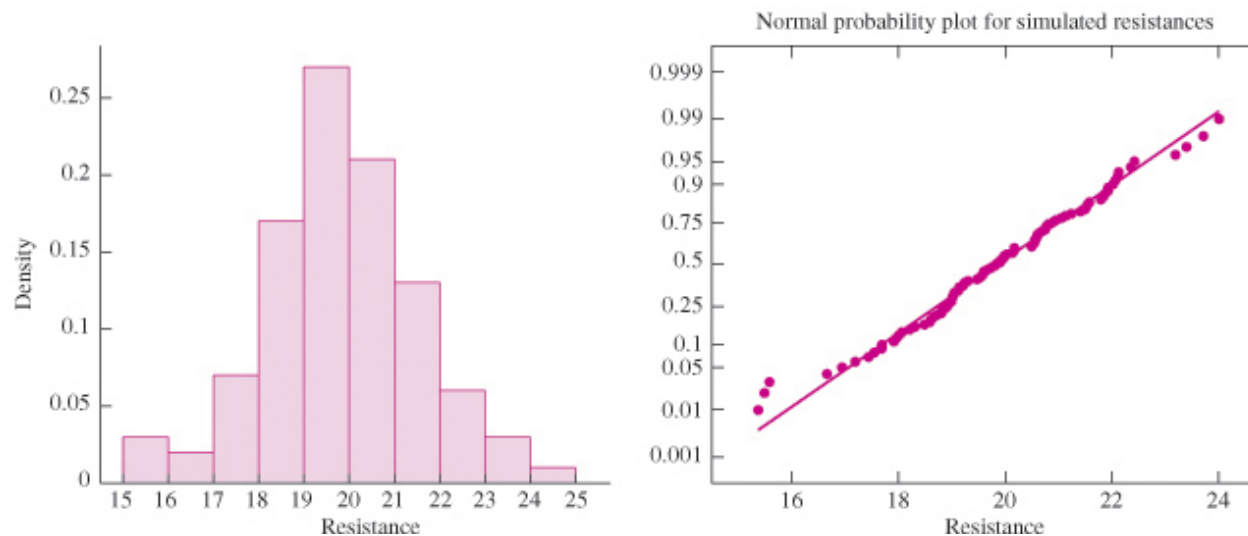 Normal probability plot for simulated resistances
Density
0.25
0.2
0.15
0.1
0.05
0
15 16 17 18 19 20 21 22 23 24 25
Resistance
0.999
0.99
0.95
0.9
0.75
0.5
0.25
0.1
0.05
0.01
0.001
16 18 20 22 24
Resistance